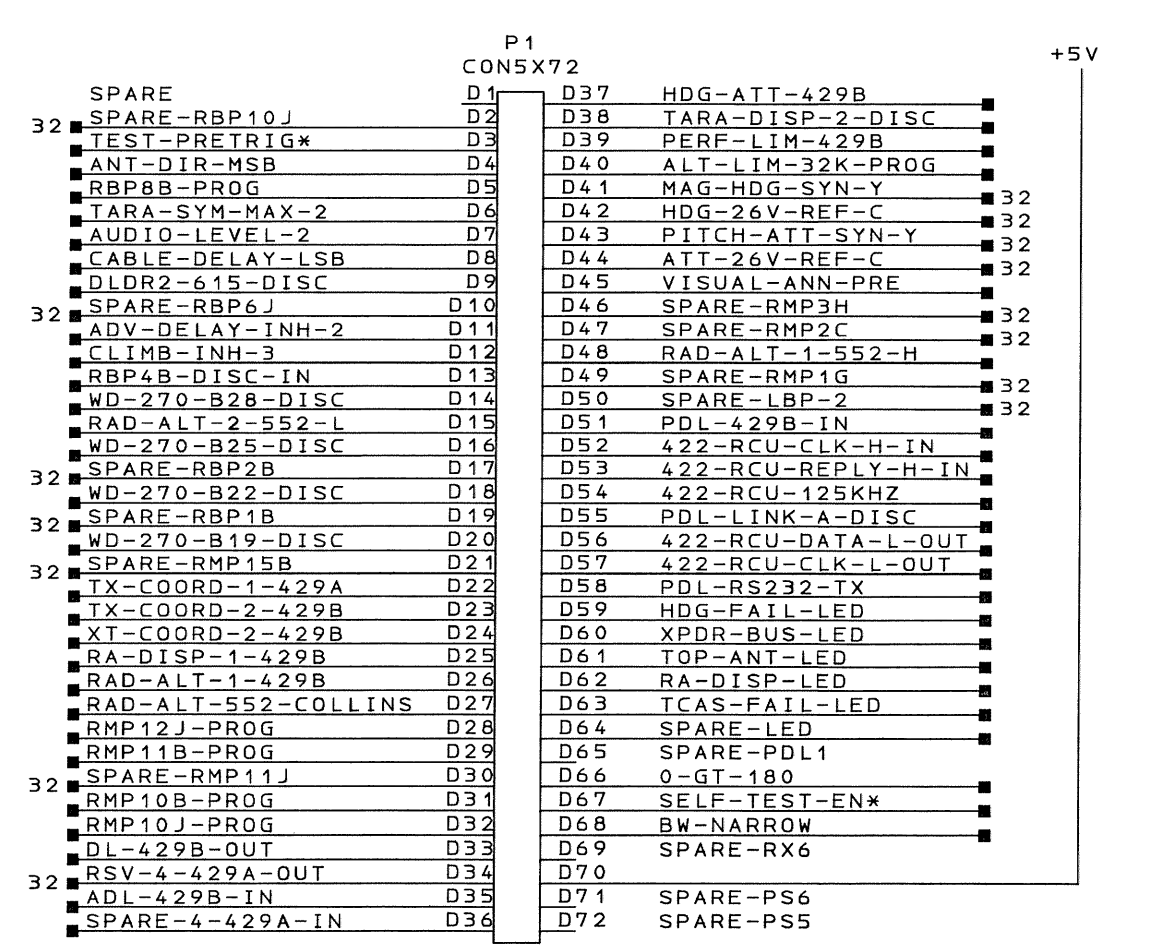 P1
CON5X72
+5V
SPARE D1 D37 HDG-ATT-429B
32 SPARE-RBP10J D2 D38 TARA-DISP-2-DISC
TEST-PRETRIG* D3 D39 PERF-LIM-429B
ANT-DIR-MSB D4 D40 ALT-LIM-32K-PROG
RBP8B-PROG D5 D41 MAG-HDG-SYN-Y 32
TARA-SYM-MAX-2 D6 D42 HDG-26V-REF-C 32
AUDIO-LEVEL-2 D7 D43 PITCH-ATT-SYN-Y 32
CABLE-DELAY-LSB D8 D44 ATT-26V-REF-C 32
DLDR2-615-DISC D9 D45 VISUAL-ANN-PRE
32 SPARE-RBP6J D10 D46 SPARE-RMP3H 32
ADV-DELAY-INH-2 D11 D47 SPARE-RMP2C 32
CLIMB-INH-3 D12 D48 RAD-ALT-1-552-H
RBP4B-DISC-IN D13 D49 SPARE-RMP1G 32
WD-270-B28-DISC D14 D50 SPARE-LBP-2 32
RAD-ALT-2-552-L D15 D51 PDL-429B-IN
WD-270-B25-DISC D16 D52 422-RCU-CLK-H-IN
32 SPARE-RBP2B D17 D53 422-RCU-REPLY-H-IN
WD-270-B22-DISC D18 D54 422-RCU-125KHZ
32 SPARE-RBP1B D19 D55 PDL-LINK-A-DISC
WD-270-B19-DISC D20 D56 422-RCU-DATA-L-OUT
32 SPARE-RMP15B D21 D57 422-RCU-CLK-L-OUT
TX-COORD-1-429A D22 D58 PDL-RS232-TX
TX-COORD-2-429B D23 D59 HDG-FAIL-LED
XT-COORD-2-429B D24 D60 XPDR-BUS-LED
RA-DISP-1-429B D25 D61 TOP-ANT-LED
RAD-ALT-1-429B D26 D62 RA-DISP-LED
RAD-ALT-552-COLLINS D27 D63 TCAS-FAIL-LED
RMP12J-PROG D28 D64 SPARE-LED
RMP11B-PROG D29 D65 SPARE-PDL1
32 SPARE-RMP11J D30 D66 0-GT-180
RMP10B-PROG D31 D67 SELF-TEST-EN*
RMP10J-PROG D32 D68 BW-NARROW
DL-429B-OUT D33 D69 SPARE-RX6
32 RSV-4-429A-OUT D34 D70
ADL-429B-IN D35 D71 SPARE-PS6
SPARE-4-429A-IN D36 D72 SPARE-PS5